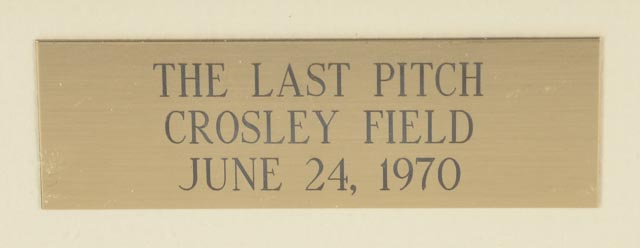 THE LAST PITCH
CROSLEY FIELD
JUNE 24, 1970